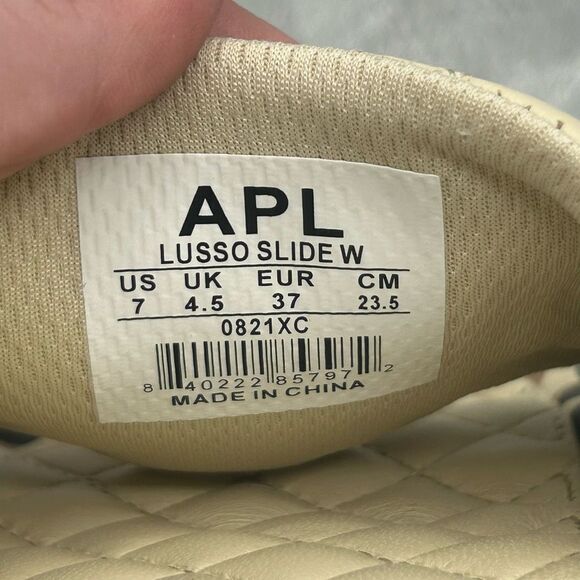 APL
LUSSO SLIDE W
US UK EUR CM
7 4.5 37 23.5
0821XC
8 40222 85797 2
MADE IN CHINA